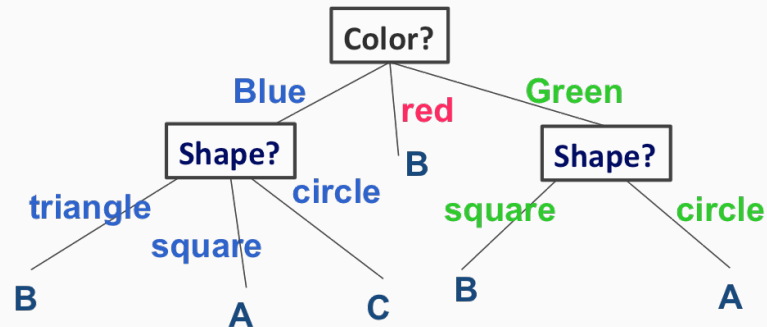 Color?
Blue
red
Green
Shape?
B
Shape?
triangle
square
circle
square
circle
B
A
C
B
A